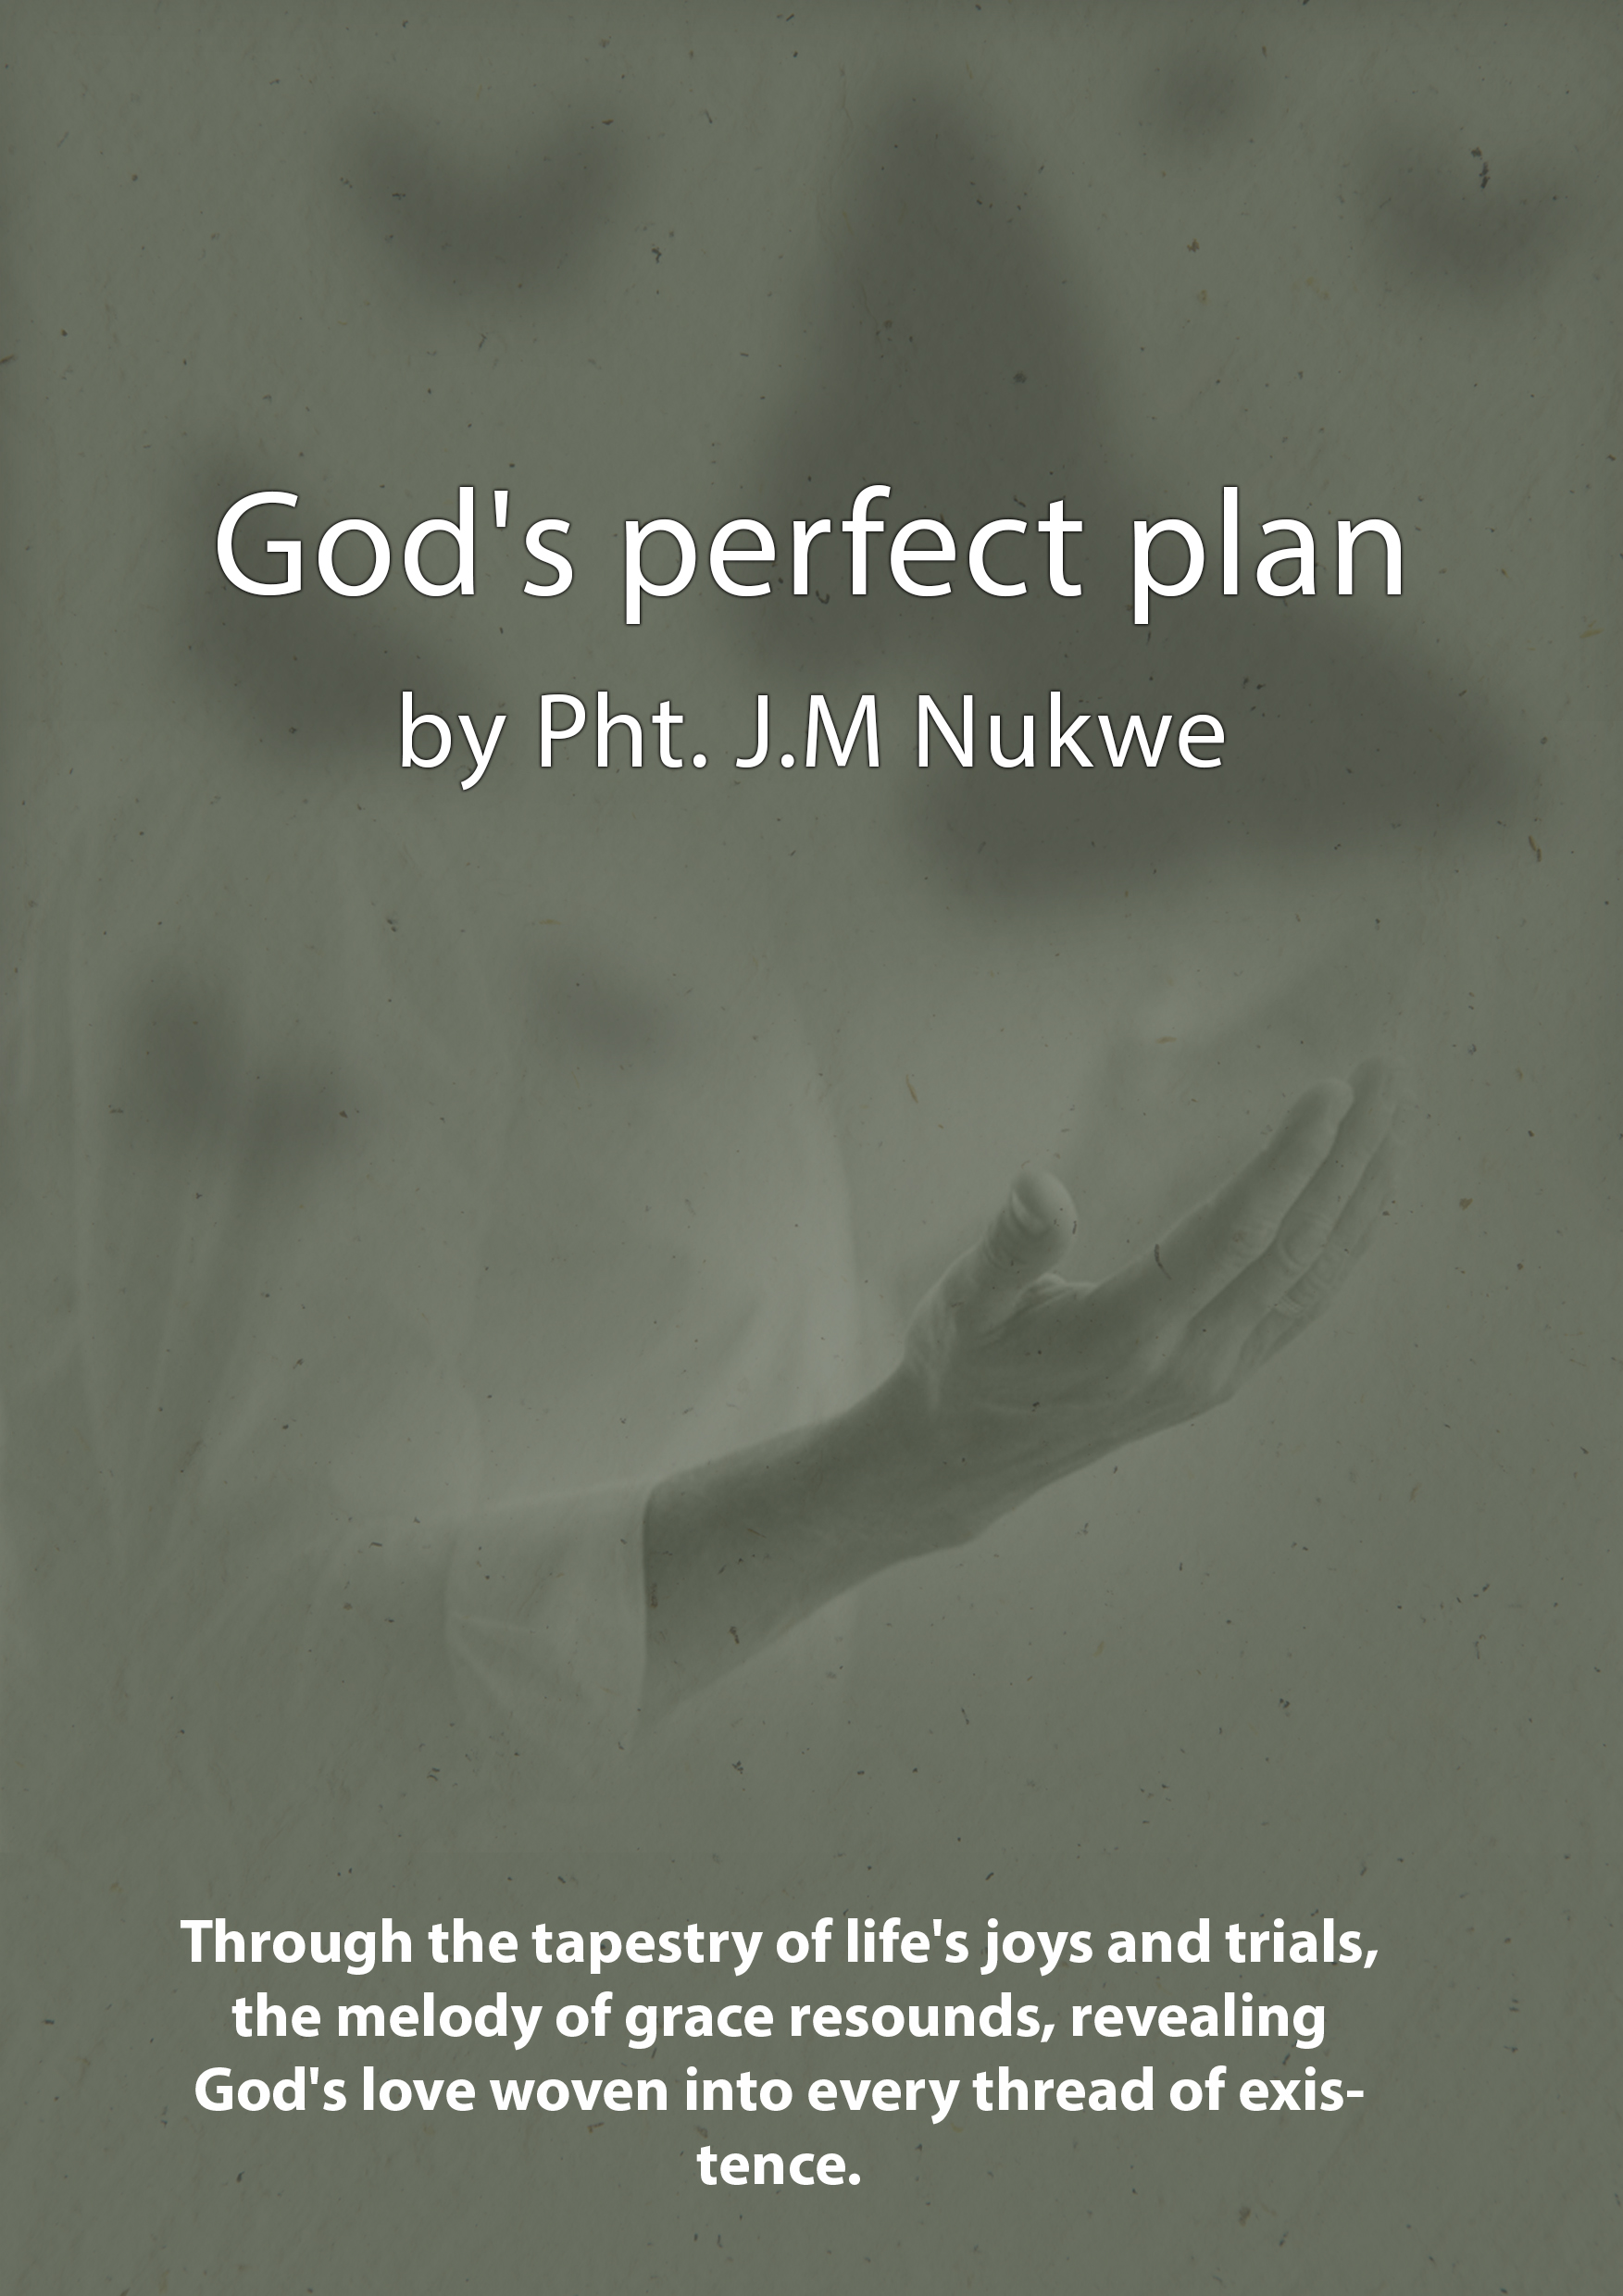 God's perfect plan
by Pht. J.M Nukwe
Through the tapestry of life's joys and trials,
the melody of grace resounds, revealing
God's love woven into every thread of exis-
tence.